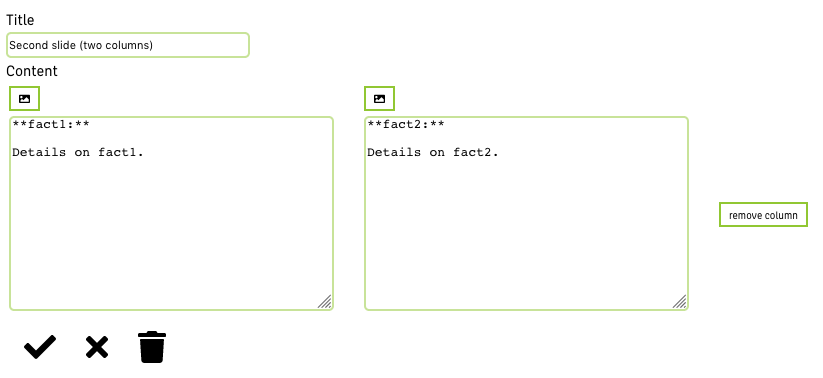 Title
Second slide (two columns)
Content
**fact1:**
Details on fact1.
**fact2:**
Details on fact2.
remove column